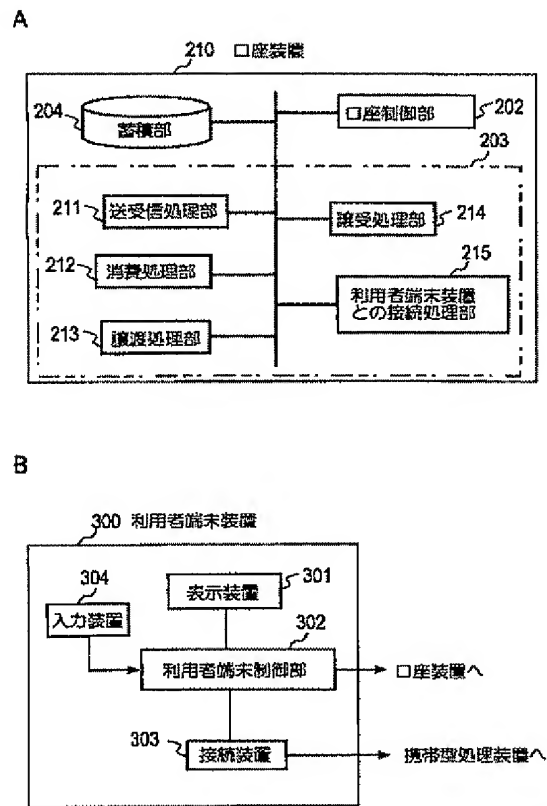 A
210 口座装置
204
蓄積部
口座制御部
202
203
211
送受信処理部
譲受処理部
214
212
消費処理部
215
利用者端末装置
との接続処理部
213
譲渡処理部
B
300 利用者端末装置
304
入力装置
表示装置
301
302
利用者端末制御部
口座装置へ
303
接続装置
携帯型処理装置へ